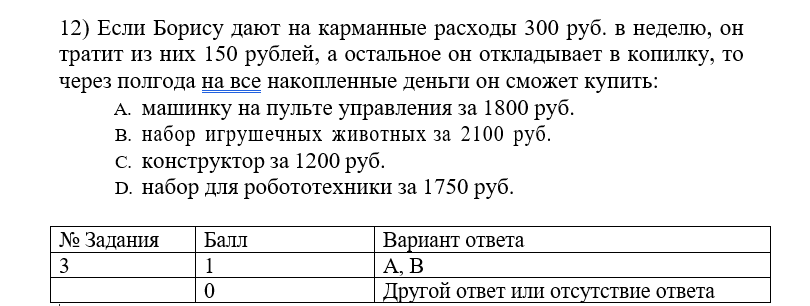 12) Если Борису дают на карманные расходы 300 руб. в неделю, он
тратит из них 150 рублей, а остальное он откладывает в копилку, то
через полгода на все накопленные деньги он сможет купить:
A. машинку на пульте управления за 1800 руб.
B. набор игрушечных животных за 2100 руб.
C. конструктор за 1200 руб.
D. набор для робототехники за 1750 руб.
№ Задания Балл Вариант ответа
3 1 А, В
0 Другой ответ или отсутствие ответа